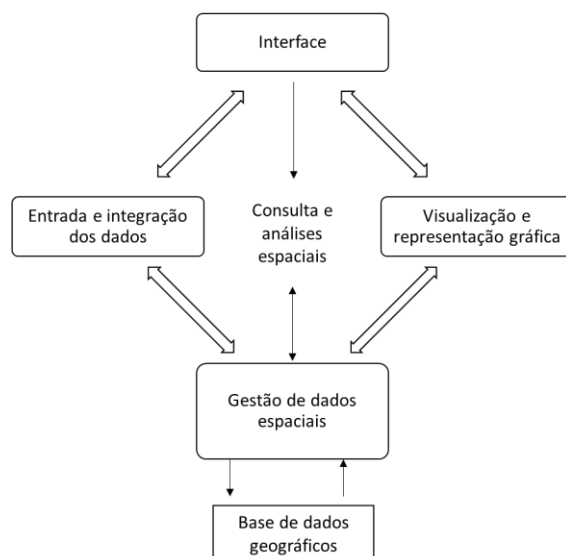 Interface
Entrada e integração
dos dados
Consulta e
análises
espaciais
Visualização e
representação gráfica
Gestão de dados
espaciais
Base de dados
geográficos